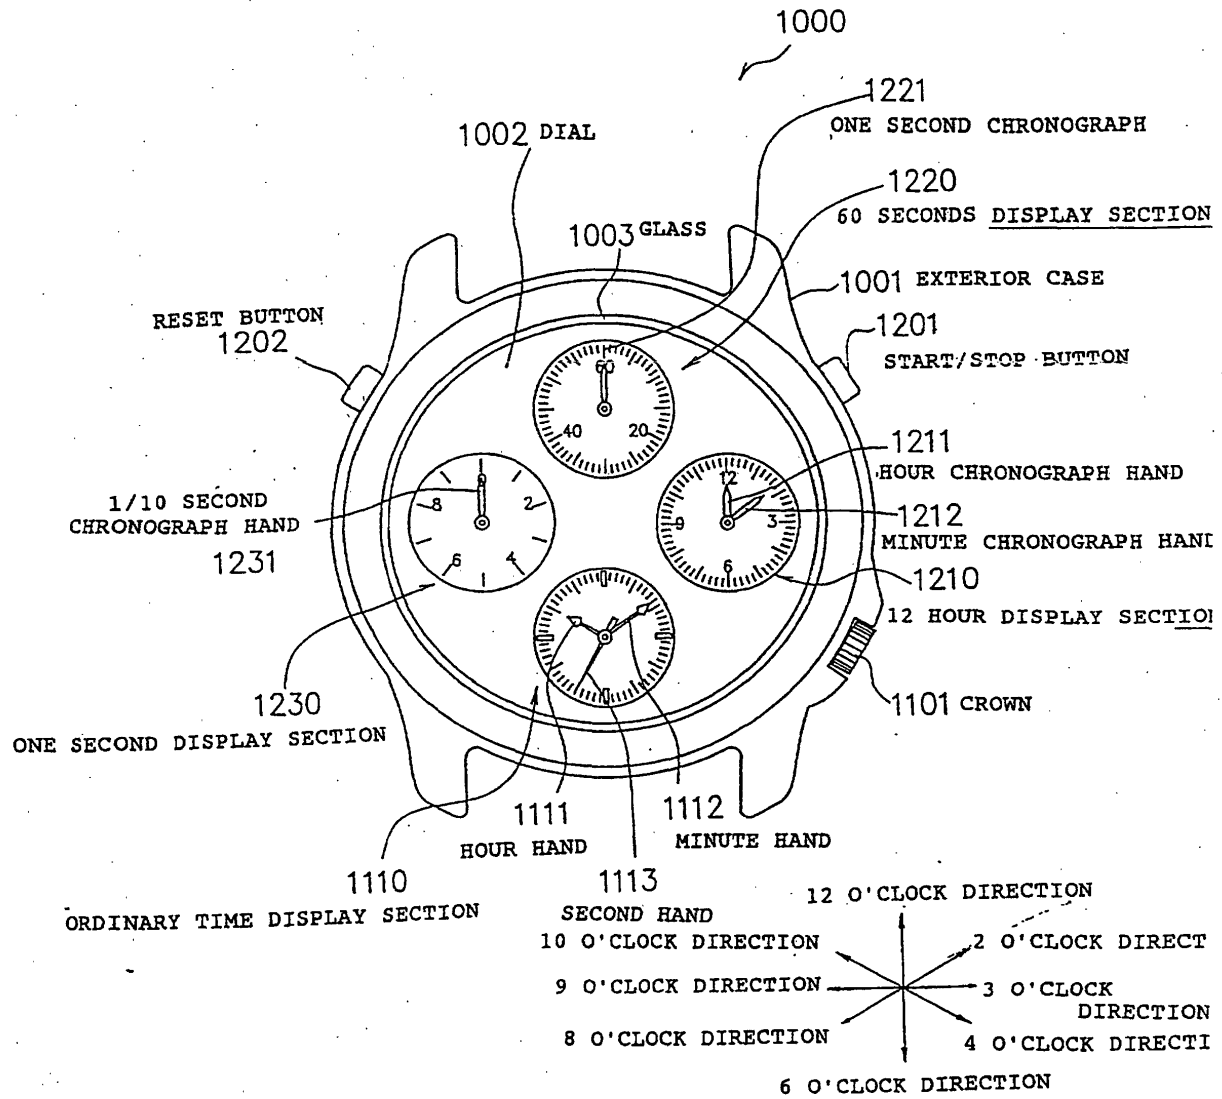 1000
1221
ONE SECOND CHRONOGRAPH
1002 DIAL
1220
60 SECONDS DISPLAY SECTION
1003 GLASS
1001 EXTERIOR CASE
RESET BUTTON
1202
1201
START/STOP BUTTON
60
40 20
1211
HOUR CHRONOGRAPH HAND
1/10 SECOND
CHRONOGRAPH HAND
1231
0
8 2
6 4
12
9 3
6
1212
MINUTE CHRONOGRAPH HAND
1210
12 HOUR DISPLAY SECTIO
1230
ONE SECOND DISPLAY SECTION
1101 CROWN
1111
HOUR HAND
1112
MINUTE HAND
1110
ORDINARY TIME DISPLAY SECTION
1113
SECOND HAND
12 O'CLOCK DIRECTION
10 O'CLOCK DIRECTION
2 O'CLOCK DIRECT
9 O'CLOCK DIRECTION
3 O'CLOCK
DIRECTION
8 O'CLOCK DIRECTION
4 O'CLOCK DIRECTI
6 O'CLOCK DIRECTION